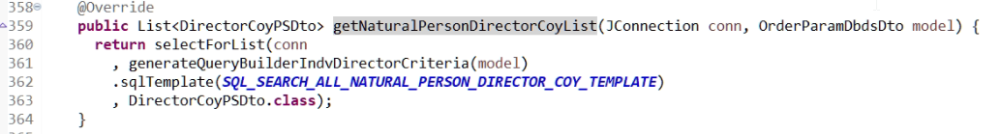 358 @Override
359 public List<DirectorCoyPSDto> getNaturalPersonDirectorCoyList(JConnection conn, OrderParamDbdsDto model) {
360 return selectForList(conn
361 , generateQueryBuilderIndvDirectorCriteria(model)
362 .sqlTemplate(SQL_SEARCH_ALL_NATURAL_PERSON_DIRECTOR_COY_TEMPLATE)
363 , DirectorCoyPSDto.class);
364 }